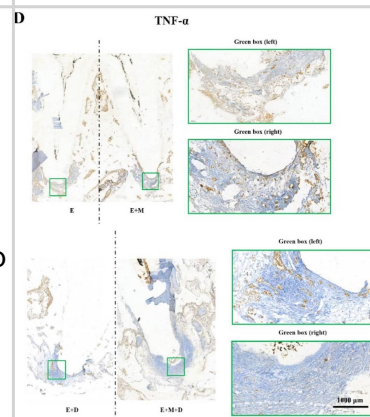 D
TNF-α
Green box (left)
Green box (right)
E
E+M
Green box (left)
Green box (right)
1000 µm
E+D
E+M+D